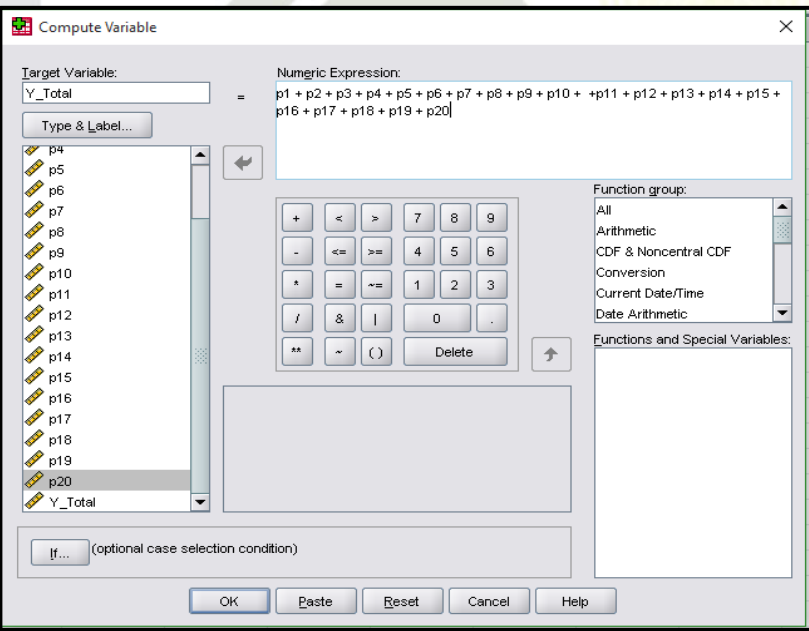 Compute Variable
Target Variable:
Y_Total
=
Numeric Expression:
p1 + p2 + p3 + p4 + p5 + p6 + p7 + p8 + p9 + p10 + +p11 + p12 + p13 + p14 + p15 +
p16 + p17 + p18 + p19 + p20
Type & Label...
p4
p5
p6
p7
p8
p9
p10
p11
p12
p13
p14
p15
p16
p17
p18
p19
p20
Y_Total
+ < > 7 8 9
- <= >= 4 5 6
* = ~= 1 2 3
/ & | 0 .
** ~ () Delete
Function group:
All
Arithmetic
CDF & Noncentral CDF
Conversion
Current Date/Time
Date Arithmetic
Functions and Special Variables:
If... (optional case selection condition)
OK Paste Reset Cancel Help